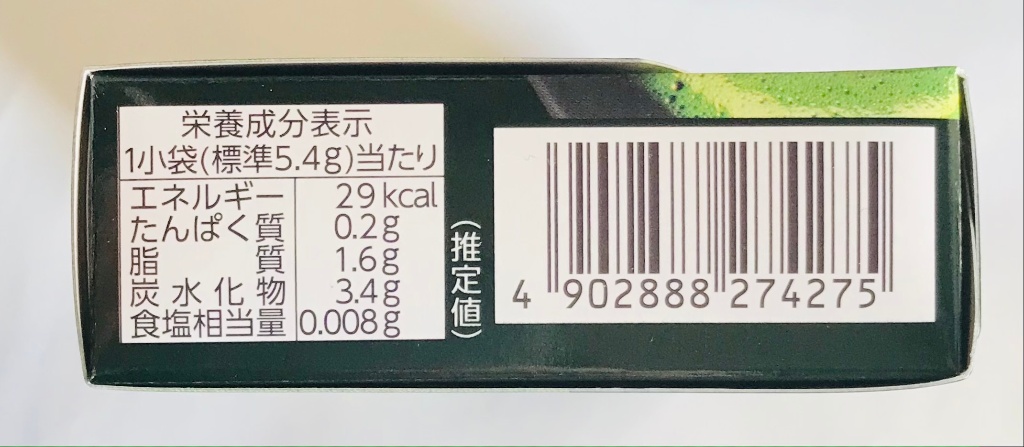 栄養成分表示
1小袋(標準5.4g)当たり
エネルギー 29kcal
たんぱく質 0.2g
脂質 1.6g
炭水化物 3.4g
食塩相当量 0.008g
(推定値)
4 902888 274275